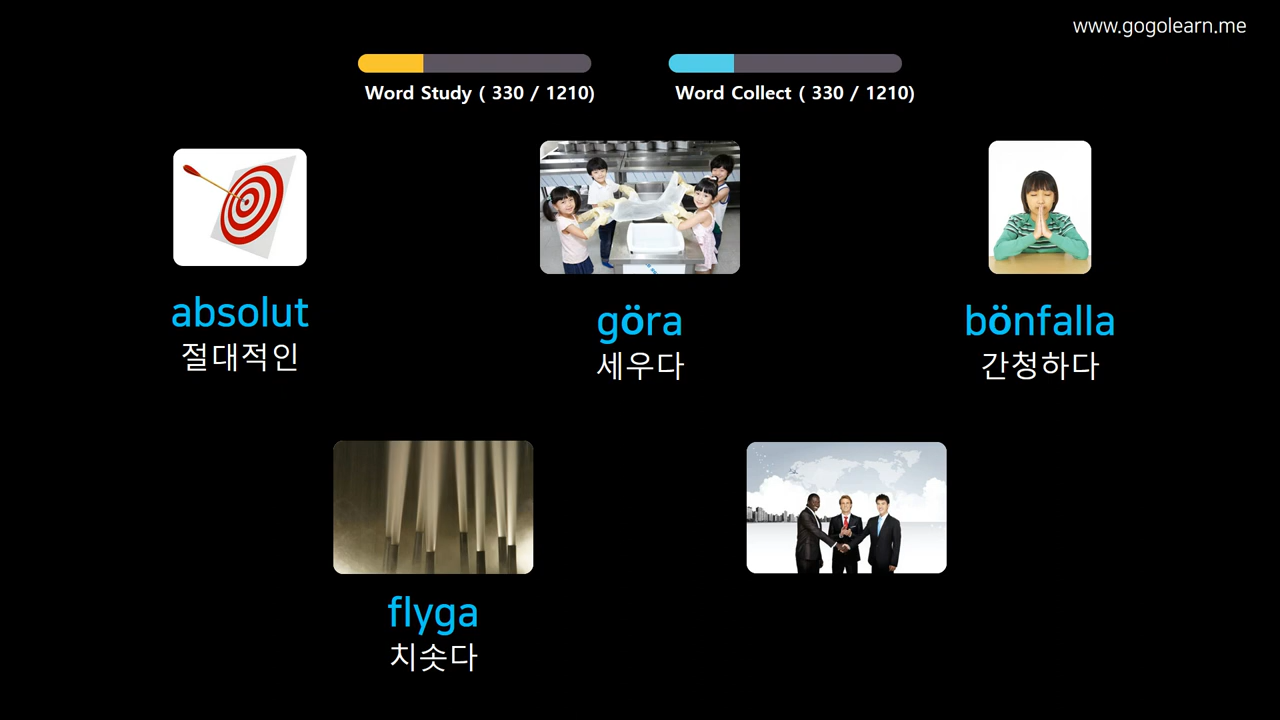 www.gogolearn.me
Word Study ( 330 / 1210)
Word Collect ( 330 / 1210)
absolut
절대적인
göra
세우다
bönfalla
간청하다
flyga
치솟다